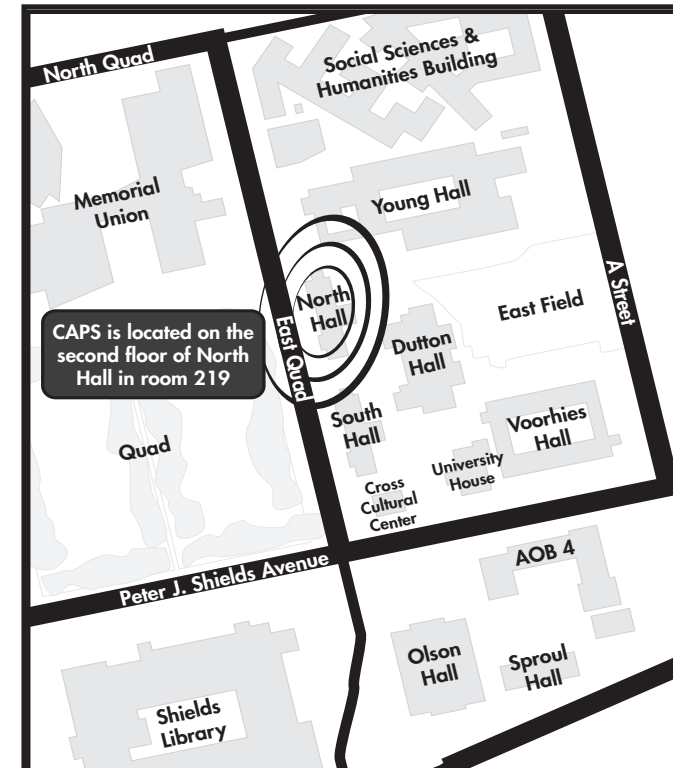 Social Sciences &
Humanities Building
North Quad
Memorial
Union
Young Hall
A Street
North
Hall
East Field
CAPS is located on the
second floor of North
Hall in room 219
East Quad
Dutton
Hall
South
Hall
Voorhies
Hall
Quad
University
House
Cross
Cultural
Center
AOB 4
Peter J. Shields Avenue
Olson
Hall
Sproul
Hall
Shields
Library